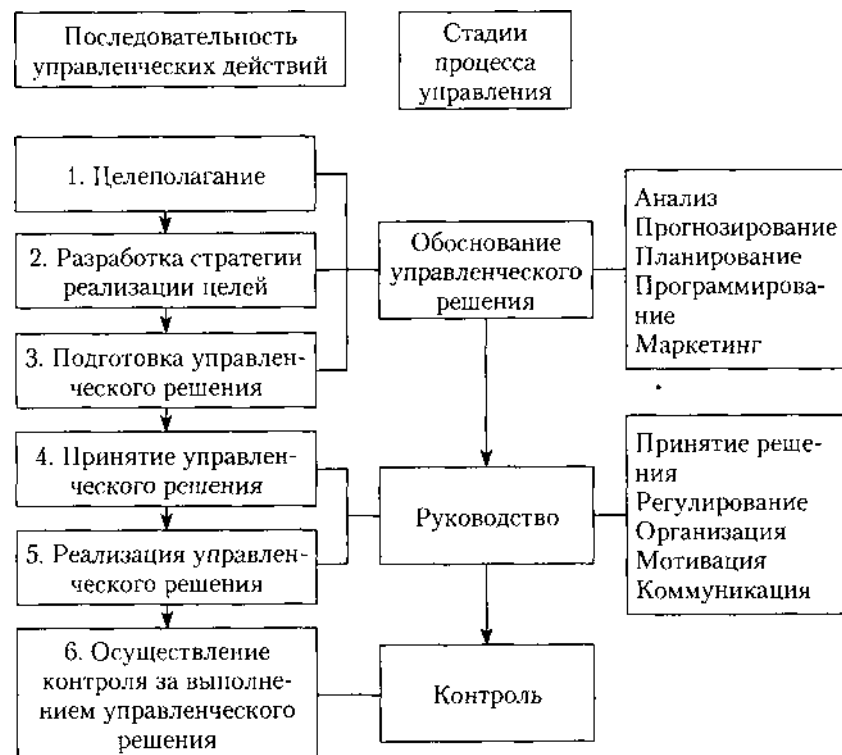 Последовательность
управленческих действий
Стадии
процесса
управления
1. Целеполагание
2. Разработка стратегии
реализации целей
3. Подготовка управлен-
ческого решения
4. Принятие управлен-
ческого решения
5. Реализация управлен-
ческого решения
6. Осуществление
контроля за выполне-
нием управленческого
решения
Обоснование
управленческого
решения
Руководство
Контроль
Анализ
Прогнозирование
Планирование
Программирова-
ние
Маркетинг
Принятие реше-
ния
Регулирование
Организация
Мотивация
Коммуникация